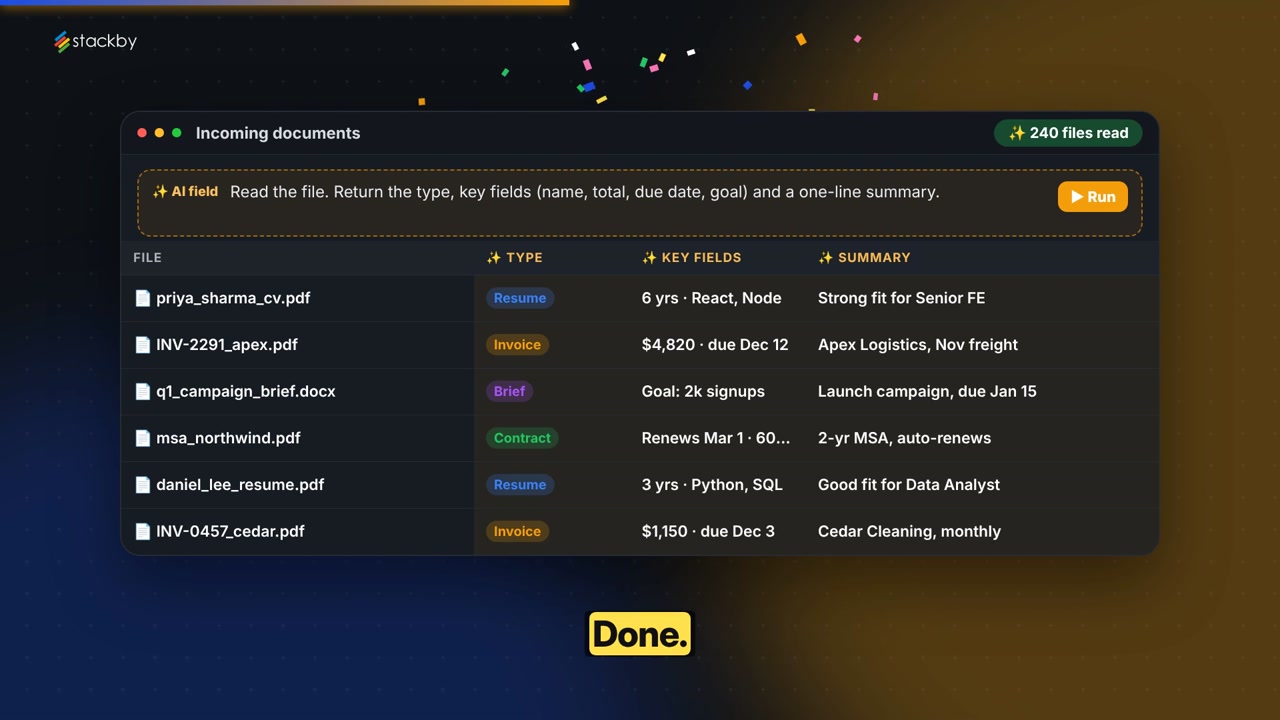 stackby
Incoming documents
✨ 240 files read
✨ AI field Read the file. Return the type, key fields (name, total, due date, goal) and a one-line summary.
▶ Run
FILE ✨ TYPE ✨ KEY FIELDS ✨ SUMMARY
priya_sharma_cv.pdf Resume 6 yrs · React, Node Strong fit for Senior FE
INV-2291_apex.pdf Invoice $4,820 · due Dec 12 Apex Logistics, Nov freight
q1_campaign_brief.docx Brief Goal: 2k signups Launch campaign, due Jan 15
msa_northwind.pdf Contract Renews Mar 1 · 60... 2-yr MSA, auto-renews
daniel_lee_resume.pdf Resume 3 yrs · Python, SQL Good fit for Data Analyst
INV-0457_cedar.pdf Invoice $1,150 · due Dec 3 Cedar Cleaning, monthly
Done.